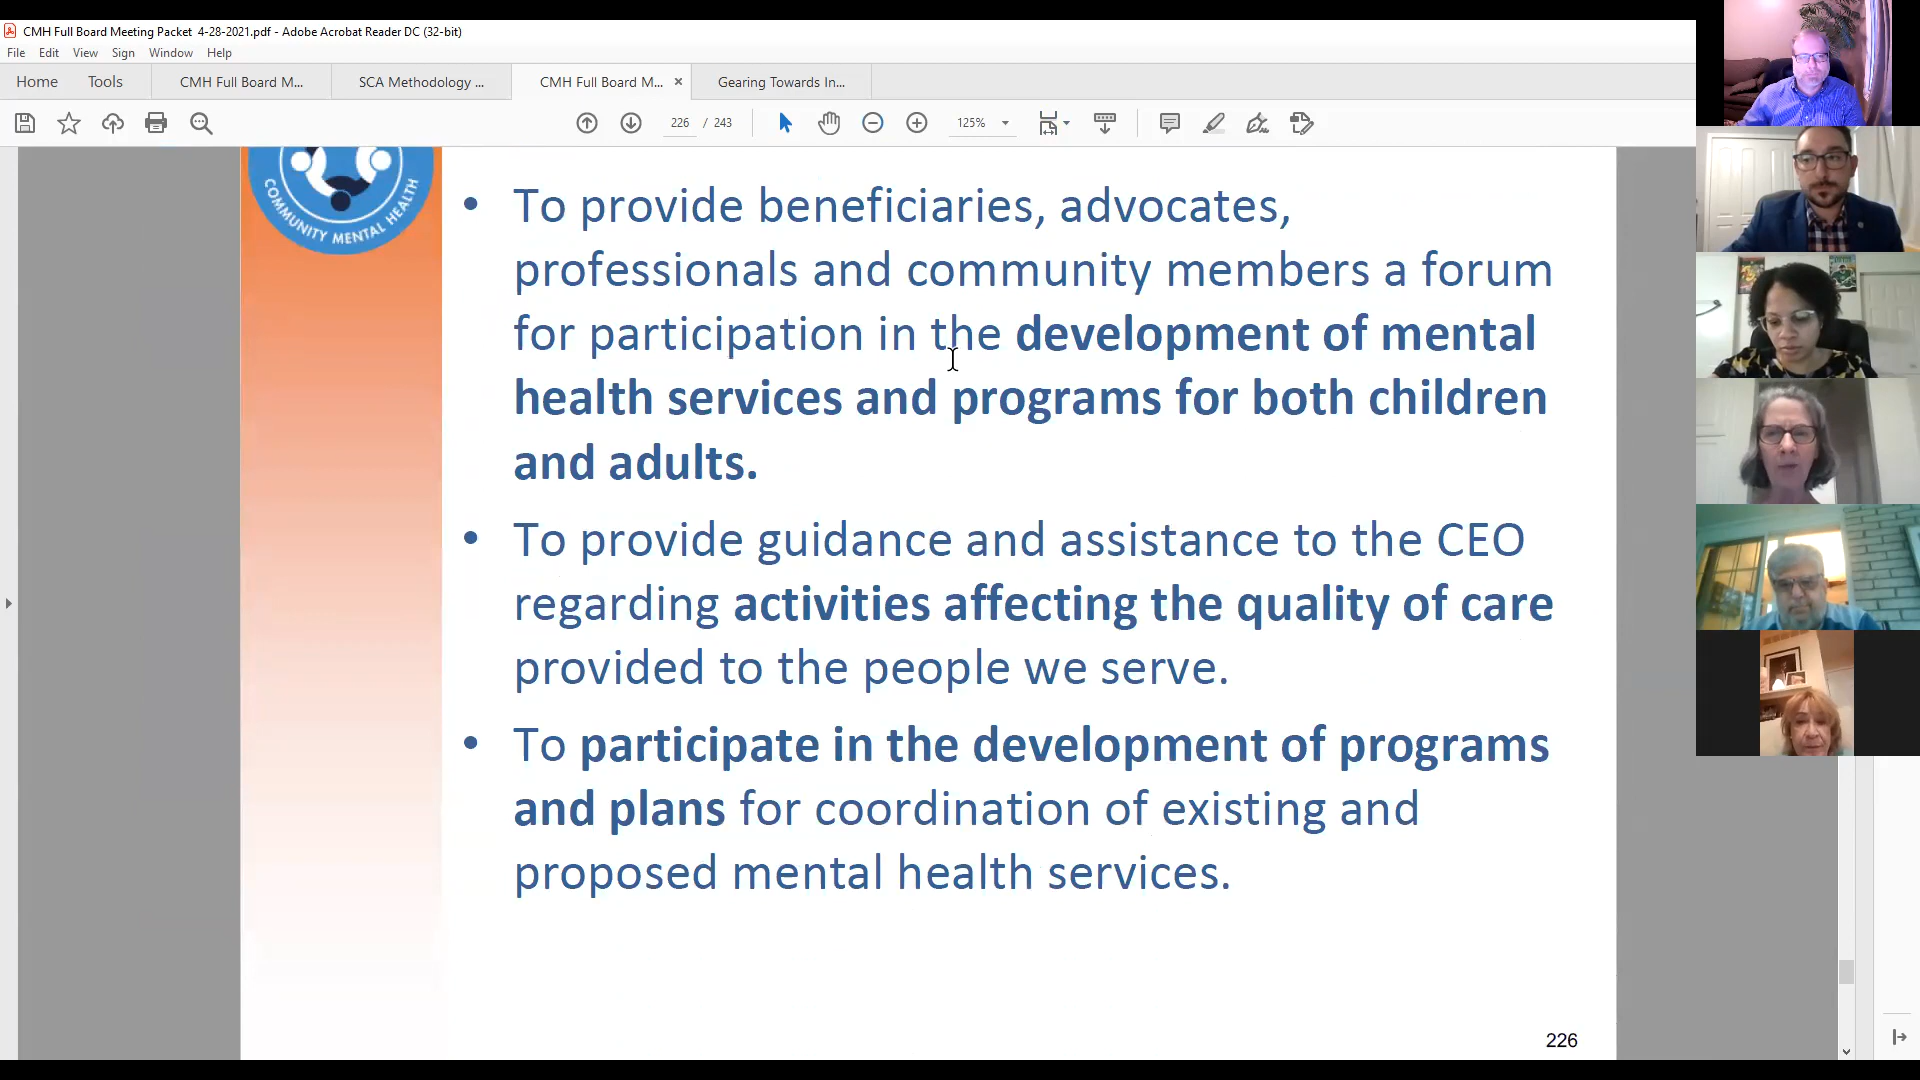 CMH Full Board Meeting Packet 4-28-2021.pdf - Adobe Acrobat Reader DC (32-bit)
File Edit View Sign Window Help
Home Tools CMH Full Board M... SCA Methodology ... CMH Full Board M... × Gearing Towards In...
226 / 243 125%
COMMUNITY MENTAL HEALTH
• To provide beneficiaries, advocates,
professionals and community members a forum
for participation in the development of mental
health services and programs for both children
and adults.
• To provide guidance and assistance to the CEO
regarding activities affecting the quality of care
provided to the people we serve.
• To participate in the development of programs
and plans for coordination of existing and
proposed mental health services.
226